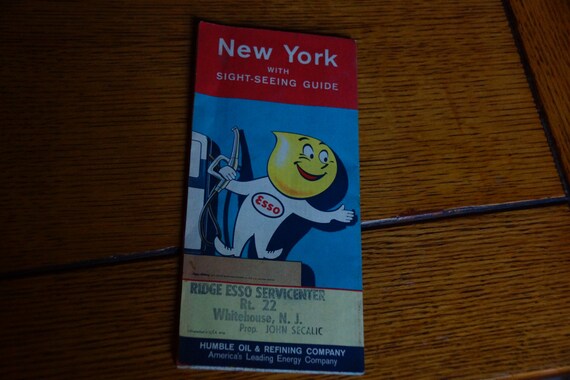 New York
WITH
SIGHT-SEEING GUIDE
ESSO
RIDGE ESSO SERVICENTER
Rt. 22
Whitehouse, N. J.
Prop. JOHN SECALIC
HUMBLE OIL & REFINING COMPANY
America's Leading Energy Company